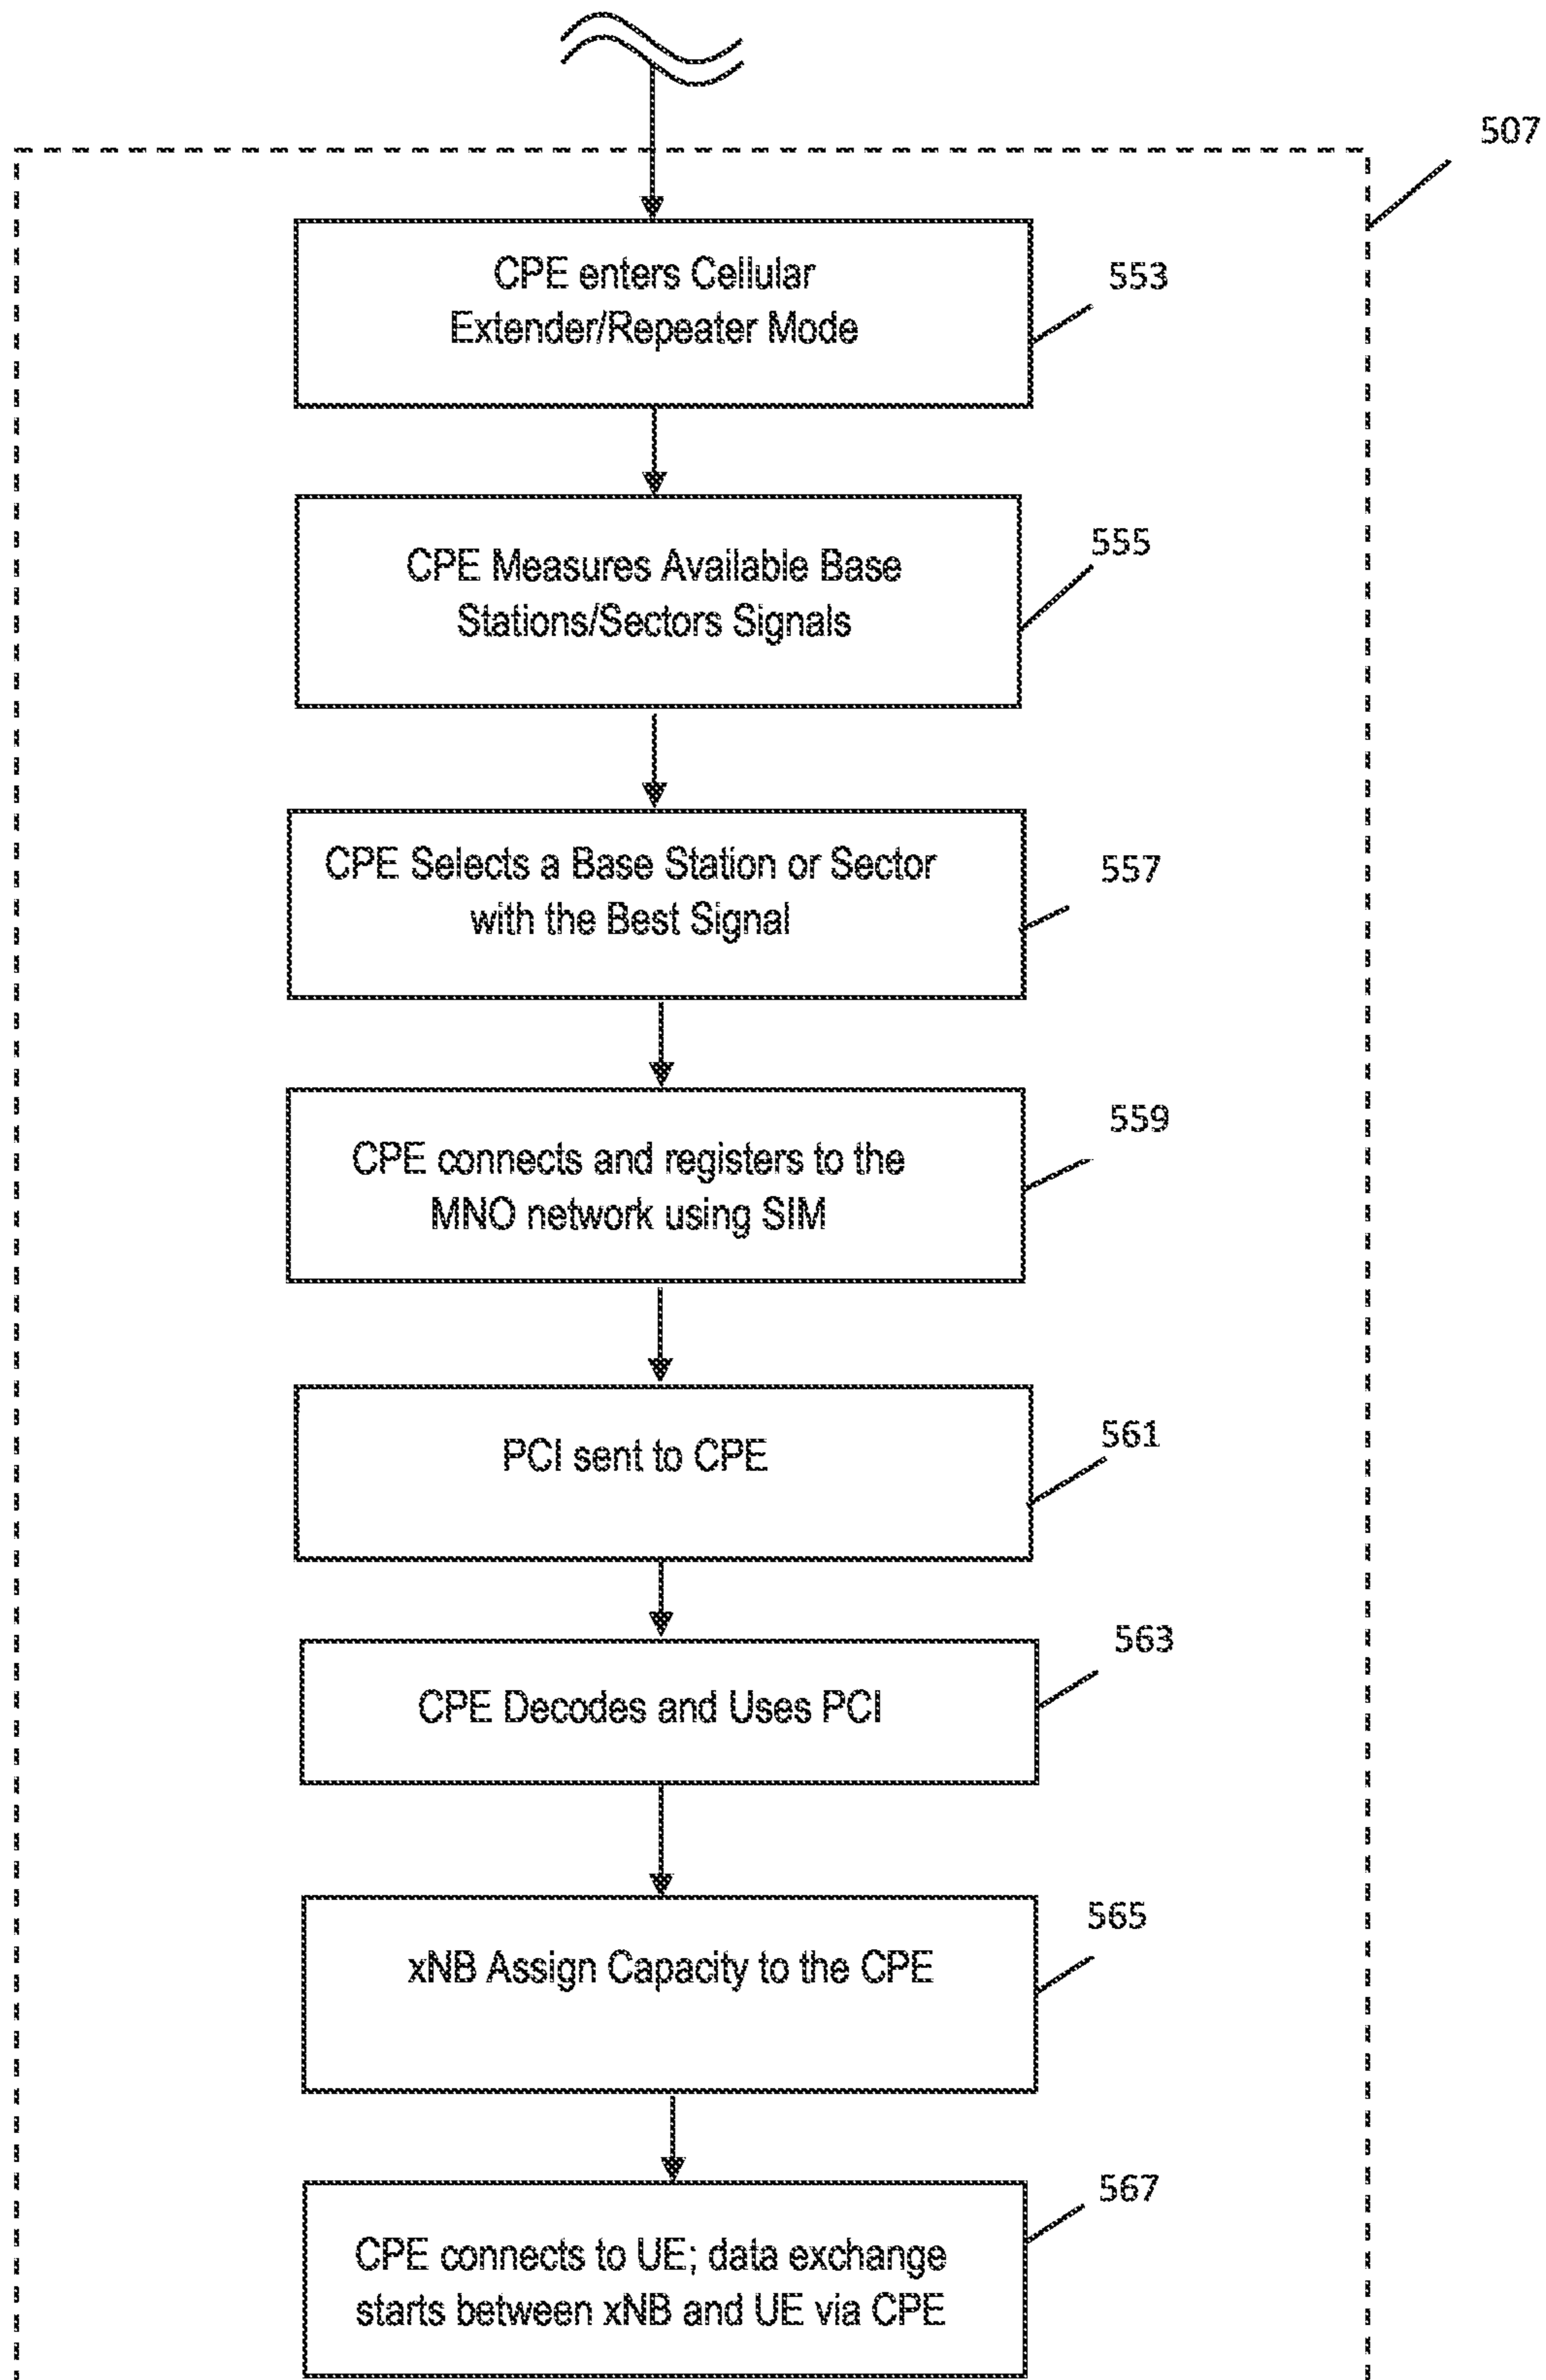 507
CPE enters Cellular
Extender/Repeater Mode
553
CPE Measures Available Base
Stations/Sectors Signals
555
CPE Selects a Base Station or Sector
with the Best Signal
557
CPE connects and registers to the
MNO network using SIM
559
PCI sent to CPE
561
CPE Decodes and Uses PCI
563
xNB Assign Capacity to the CPE
565
CPE connects to UE; data exchange
starts between xNB and UE via CPE
567